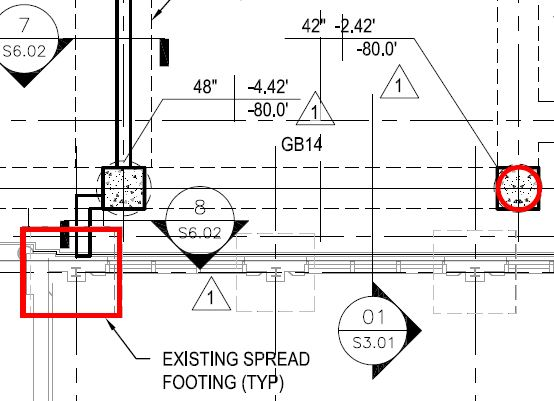 7
S6.02
42" -2.42'
-80.0'
48" -4.42'
-80.0'
1
1
GB14
8
S6.02
1
01
S3.01
EXISTING SPREAD
FOOTING (TYP)